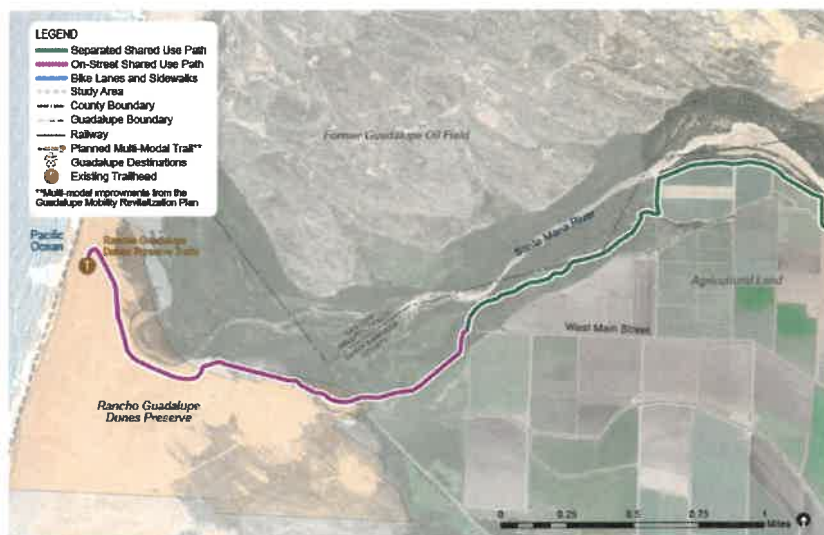 LEGEND
Separated Shared Use Path
On-Street Shared Use Path
Bike Lanes and Sidewalks
Study Area
County Boundary
Guadalupe Boundary
Railway
Planned Multi-Modal Trail**
Guadalupe Destinations
Existing Trailhead
**Multi-modal improvments from the
Guadalupe Mobility Revitalization Plan
Former Guadalupe Oil Field
Pacific
Ocean
Rancho Guadalupe
Dunes Preserve
Santa Maria River
Agricultural Land
West Main Street
Rancho Guadalupe
Dunes Preserve
0 0.25 0.5 0.75 1
Miles